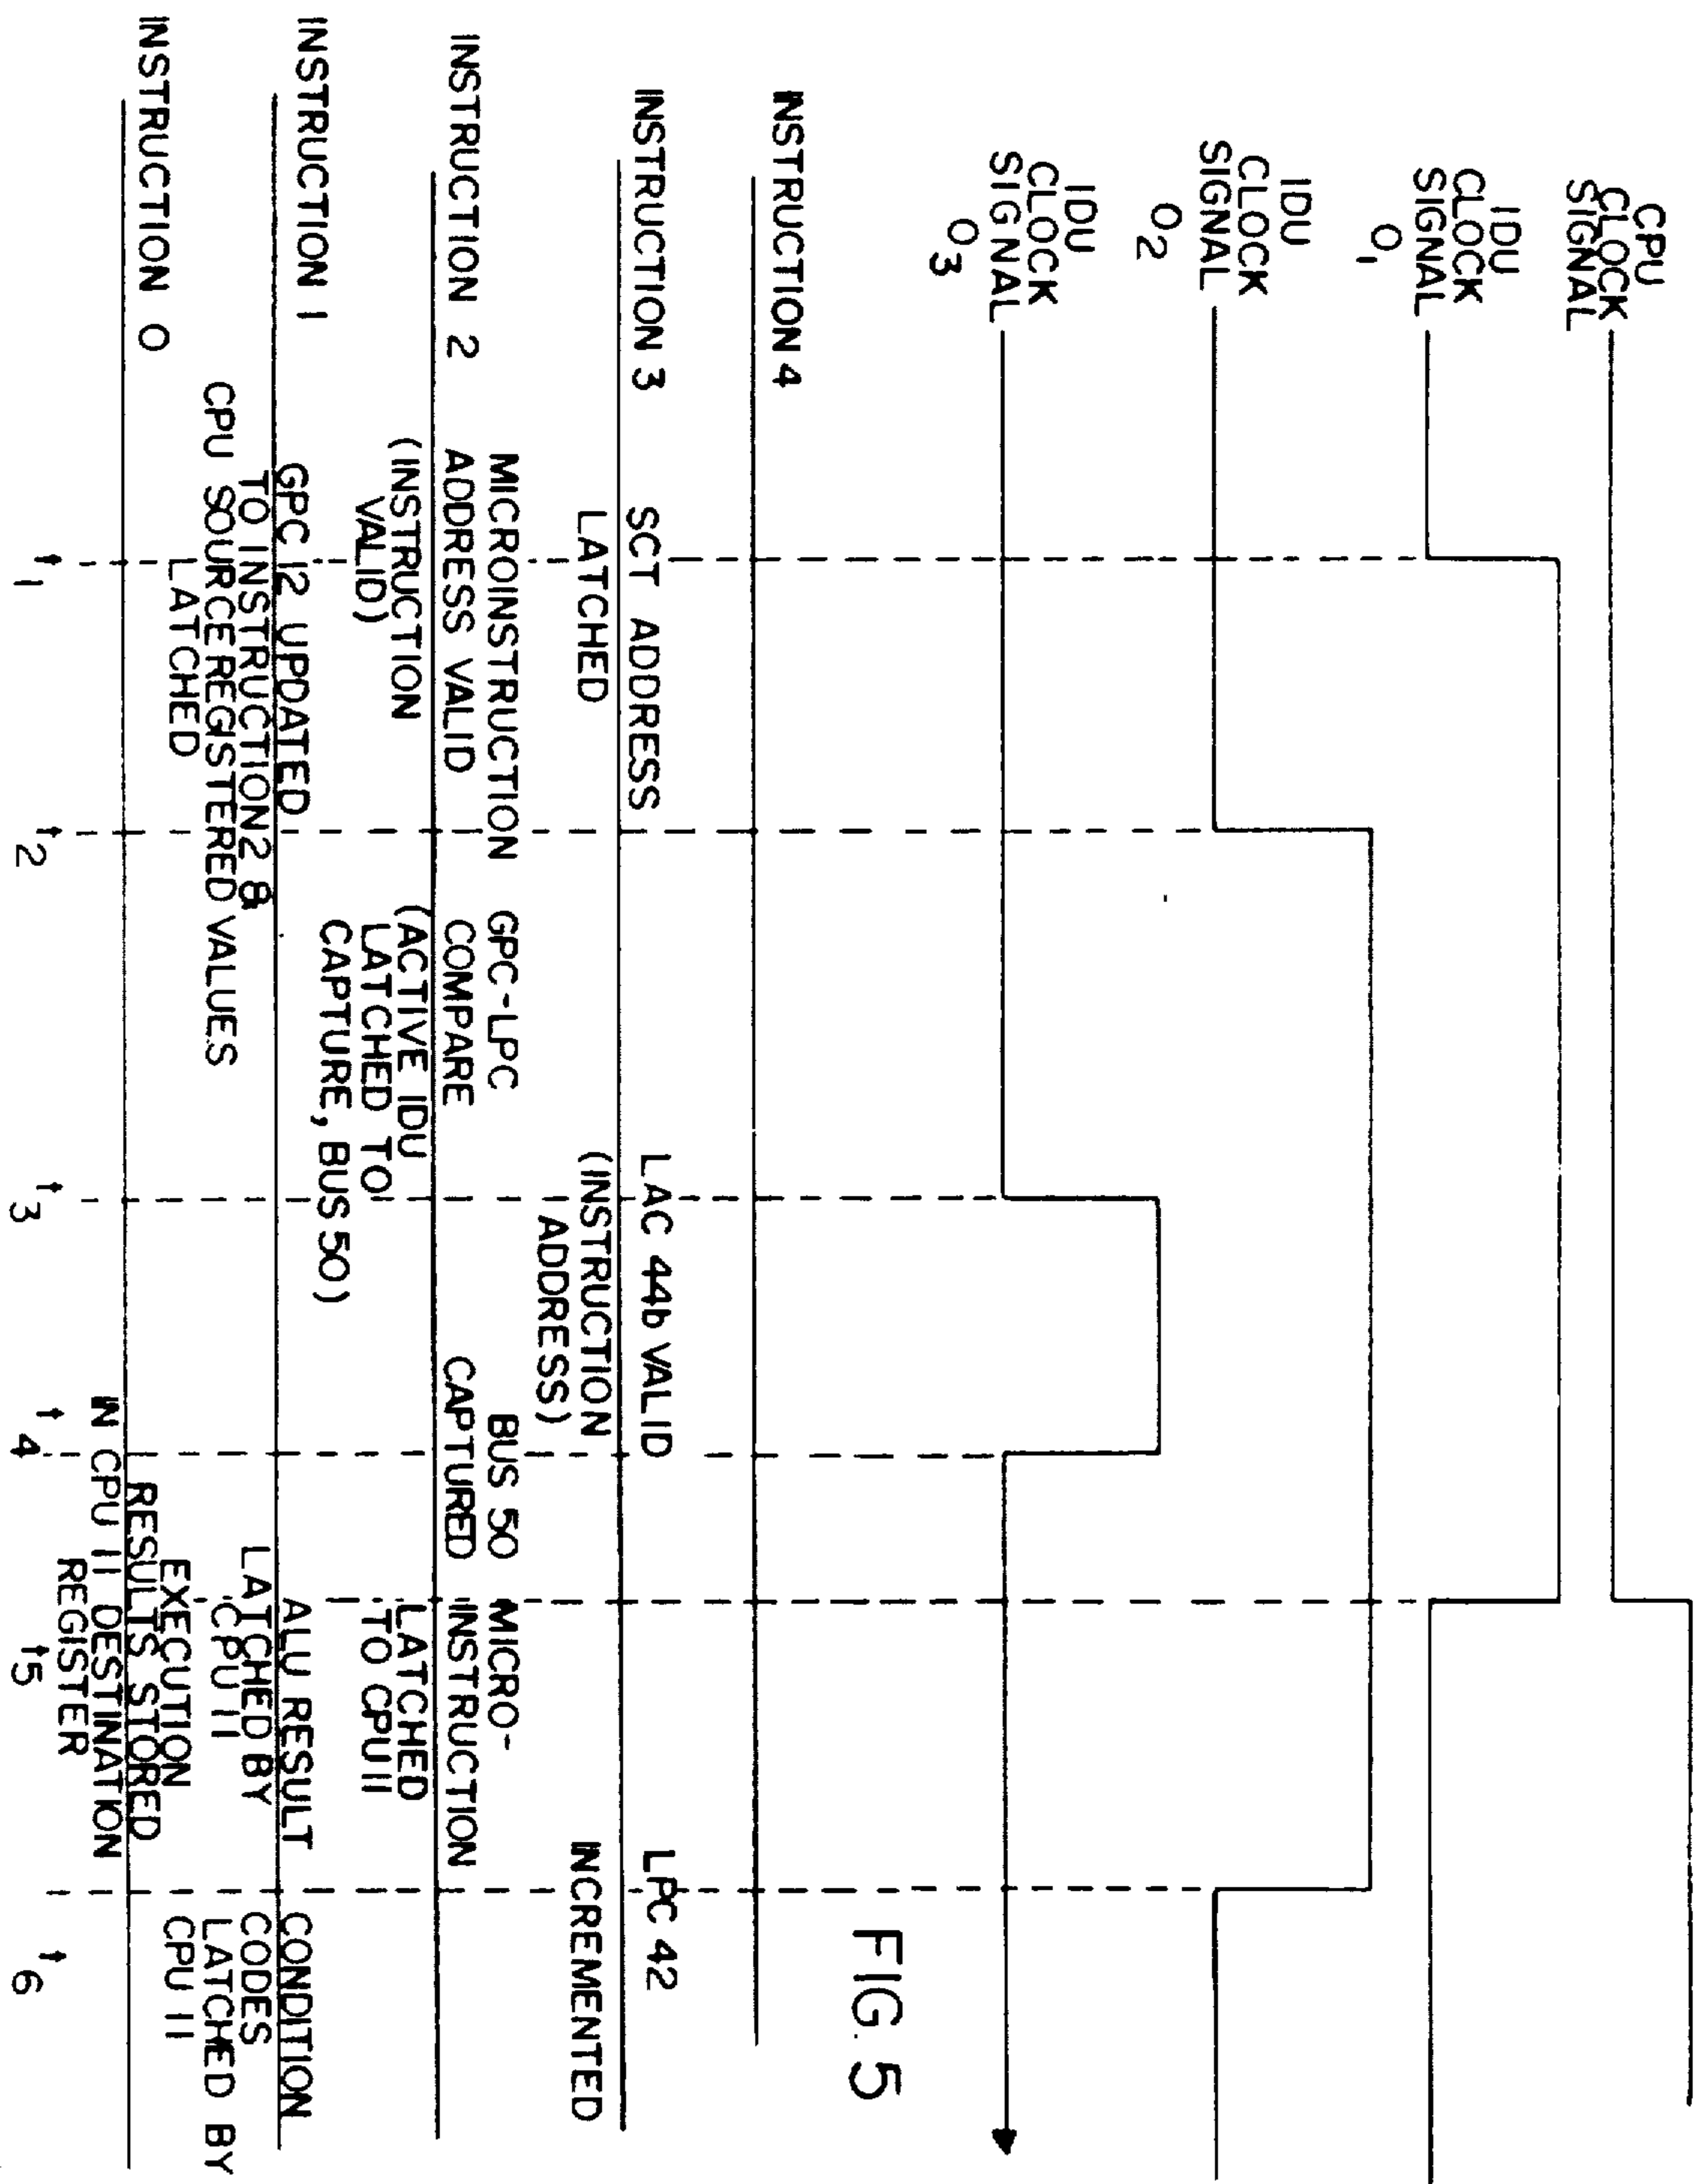 CPU
CLOCK
SIGNAL
IDU
CLOCK
SIGNAL
O1
IDU
CLOCK
SIGNAL
O2
IDU
CLOCK
SIGNAL
O3
FIG. 5
INSTRUCTION 4
INSTRUCTION 3
SCT ADDRESS
LATCHED
LAC 44b VALID
(INSTRUCTION
ADDRESS)
LPC 42
INCREMENTED
INSTRUCTION 2
MICROINSTRUCTION
ADDRESS VALID
(INSTRUCTION
VALID)
GPC-LPC
COMPARE
(ACTIVE IDU
LATCHED TO
CAPTURE, BUS 50)
BUS 50
CAPTURED
MICRO-
INSTRUCTION
LATCHED
TO CPU 11
INSTRUCTION 1
GPC 12 UPDATED
TO INSTRUCTION 2 &
CPU SOURCE REGISTERED VALUES
LATCHED
ALU RESULT
LATCHED BY
CPU 11
CONDITION
CODES
LATCHED BY
CPU 11
INSTRUCTION 0
EXECUTION
RESULTS STORED
IN CPU 11 DESTINATION
REGISTER
t1
t2
t3
t4
t5
t6